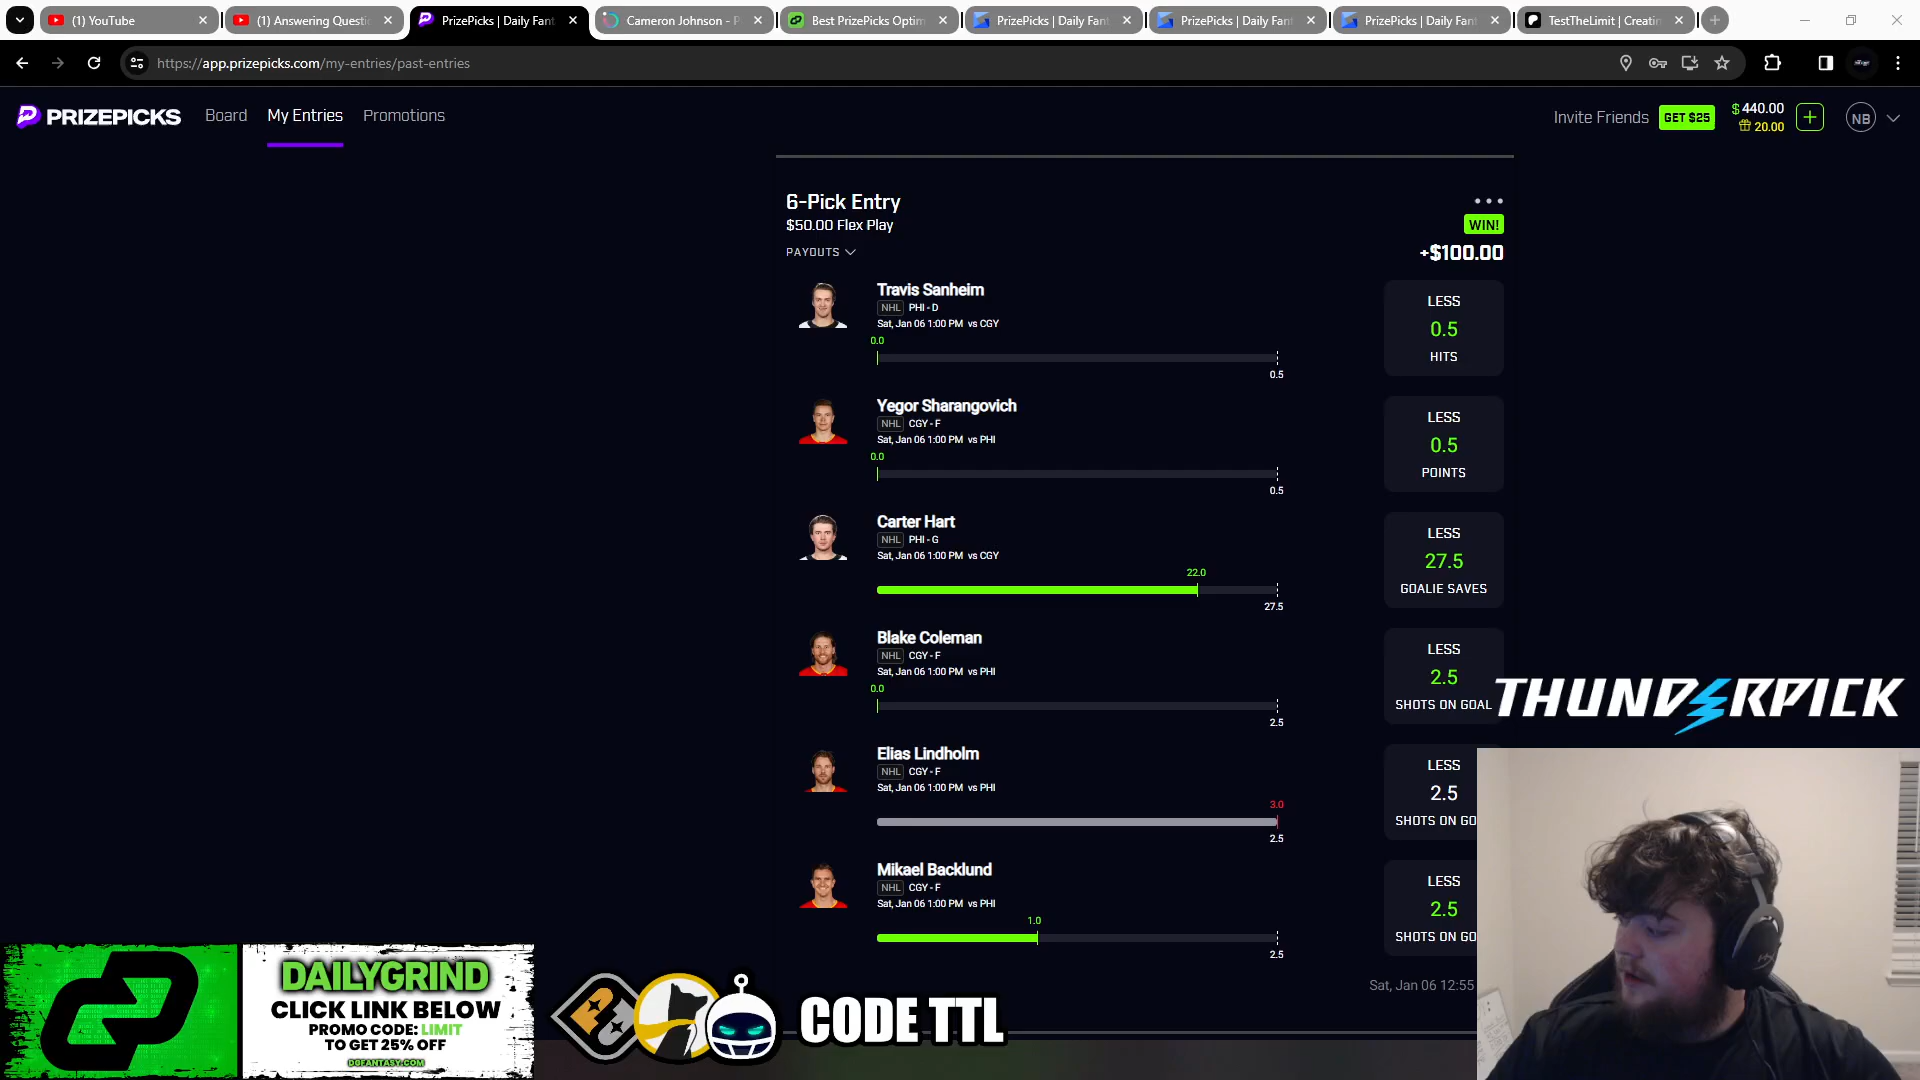 (1) YouTube
(1) Answering Questi
PrizePicks | Daily Fant
Cameron Johnson - P
Best PrizePicks Optim
PrizePicks | Daily Fant
PrizePicks | Daily Fant
PrizePicks | Daily Fant
TestTheLimit | Creatin
https://app.prizepicks.com/my-entries/past-entries
PRIZEPICKS
Board
My Entries
Promotions
Invite Friends
GET $25
$ 440.00
20.00
NB
6-Pick Entry
$50.00 Flex Play
WIN!
PAYOUTS
+$100.00
Travis Sanheim
NHL PHI - D
Sat, Jan 06 1:00 PM vs CGY
0.0
0.5
LESS
0.5
HITS
Yegor Sharangovich
NHL CGY - F
Sat, Jan 06 1:00 PM vs PHI
0.0
0.5
LESS
0.5
POINTS
Carter Hart
NHL PHI - G
Sat, Jan 06 1:00 PM vs CGY
22.0
27.5
LESS
27.5
GOALIE SAVES
Blake Coleman
NHL CGY - F
Sat, Jan 06 1:00 PM vs PHI
0.0
2.5
LESS
2.5
SHOTS ON GOAL
THUNDERPICK
Elias Lindholm
NHL CGY - F
Sat, Jan 06 1:00 PM vs PHI
3.0
2.5
LESS
2.5
SHOTS ON GO
Mikael Backlund
NHL CGY - F
Sat, Jan 06 1:00 PM vs PHI
1.0
2.5
LESS
2.5
SHOTS ON GO
Sat, Jan 06 12:55
DAILYGRIND
CLICK LINK BELOW
PROMO CODE: LIMIT
TO GET 25% OFF
DGFANTASY.COM
CODE TTL